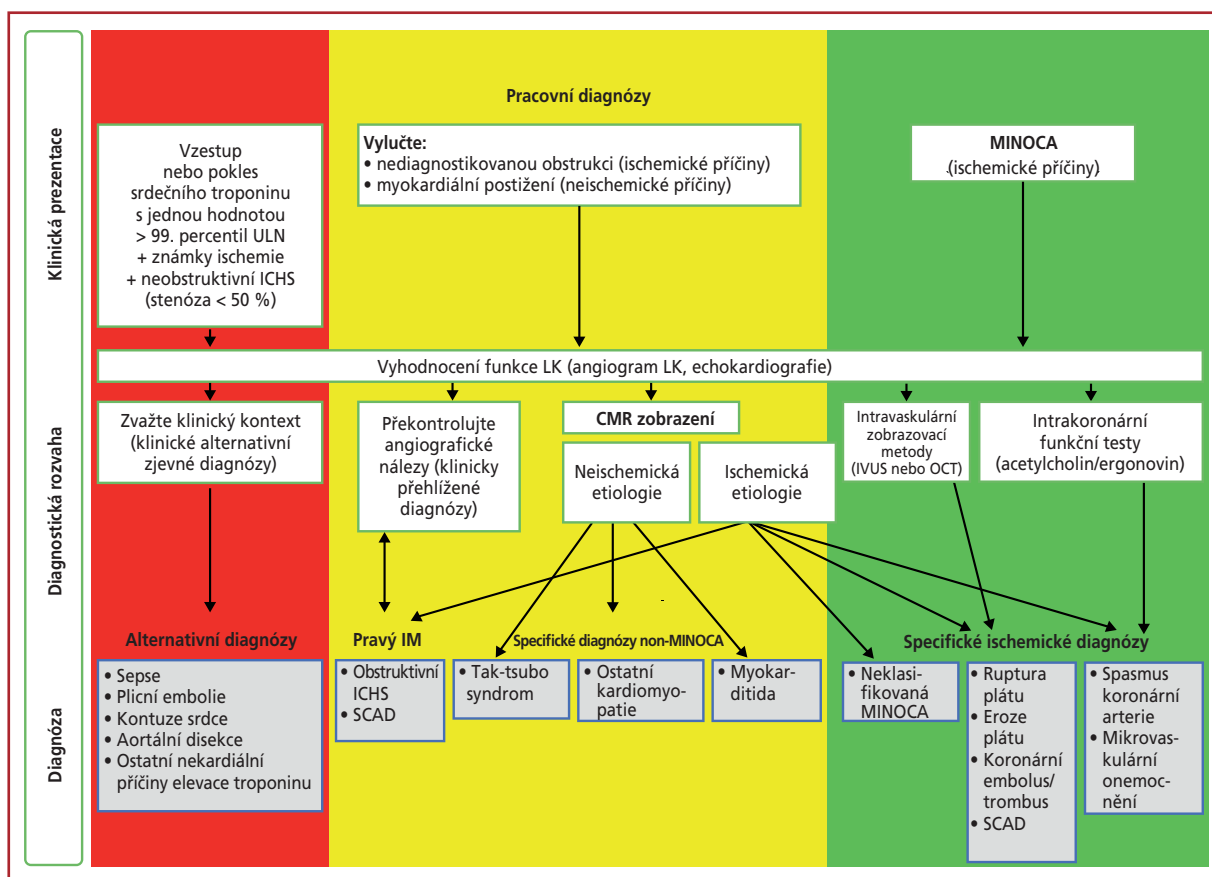 Klinická prezentace
Pracovní diagnózy
Vzestup
nebo pokles
srdečního troponinu
s jednou hodnotou
> 99. percentil ULN
+ známky ischemie
+ neobstruktivní ICHS
(stenóza < 50 %)
Vylučte:
• nediagnostikovanou obstrukci (ischemické příčiny)
• myokardiální postižení (neischemické příčiny)
MINOCA
(ischemické příčiny)
Vyhodnocení funkce LK (angiogram LK, echokardiografie)
Diagnostická rozvaha
Zvažte klinický kontext
(klinické alternativní
zjevné diagnózy)
Překontrolujte
angiografické
nálezy (klinicky
přehlížené
diagnózy)
CMR zobrazení
Neischemická
etiologie
Ischemická
etiologie
Intravaskulární
zobrazovací
metody
(IVUS nebo OCT)
Intrakoronární
funkční testy
(acetylcholin/ergonovin)
Diagnóza
Alternativní diagnózy
• Sepse
• Plicní embolie
• Kontuze srdce
• Aortální disekce
• Ostatní nekardiální
příčiny elevace troponinu
Pravý IM
• Obstruktivní
ICHS
• SCAD
Specifické diagnózy non-MINOCA
• Tak-tsubo
syndrom
• Ostatní
kardiomyo-
patie
• Myokar-
ditida
Specifické ischemické diagnózy
• Neklasi-
fikovaná
MINOCA
• Ruptura
plátu
• Eroze
plátu
• Koronární
embolus/
trombus
• SCAD
• Spasmus
koronární
arterie
• Mikrovas-
kulární
onemoc-
nění